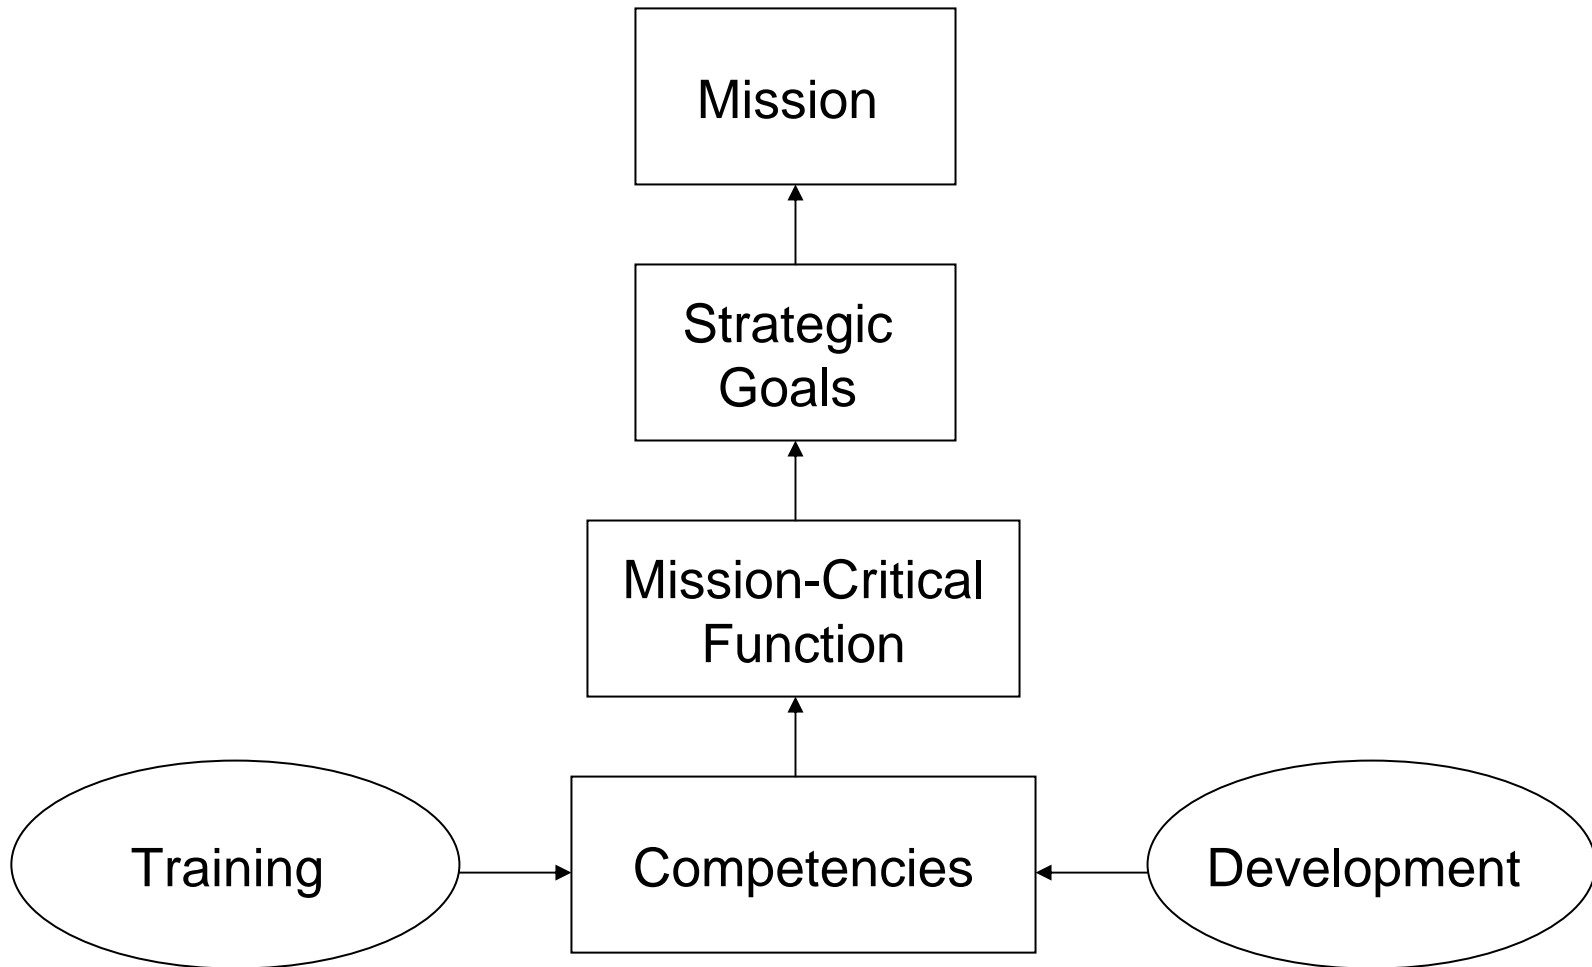 Mission
Strategic
Goals
Mission-Critical
Function
Training
Competencies
Development